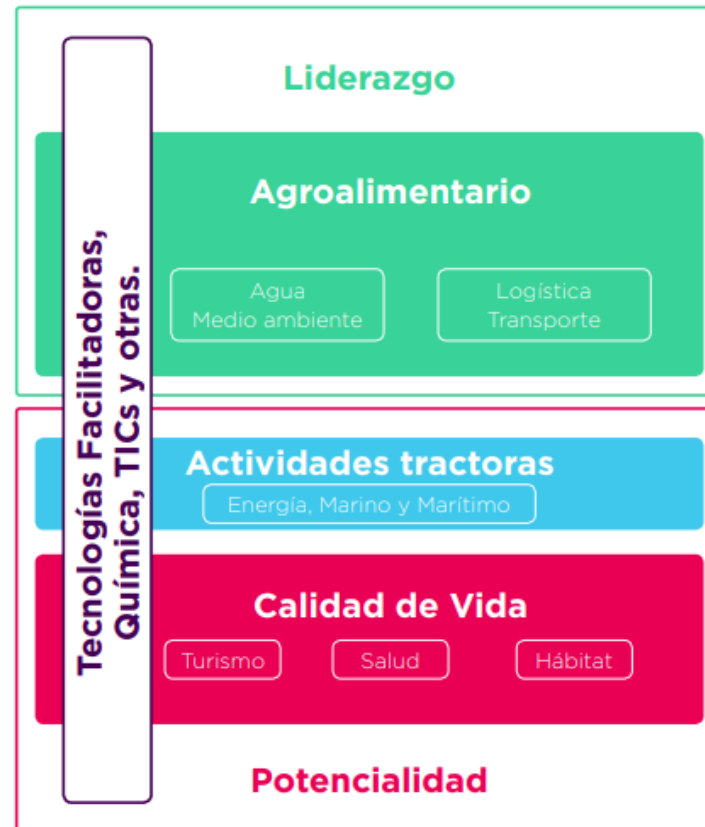 Liderazgo
Agroalimentario
Agua
Medio ambiente
Logística
Transporte
Tecnologías Facilitadoras,
Química, TICs y otras.
Actividades tractoras
Energía, Marino y Marítimo
Calidad de Vida
Turismo
Salud
Hábitat
Potencialidad